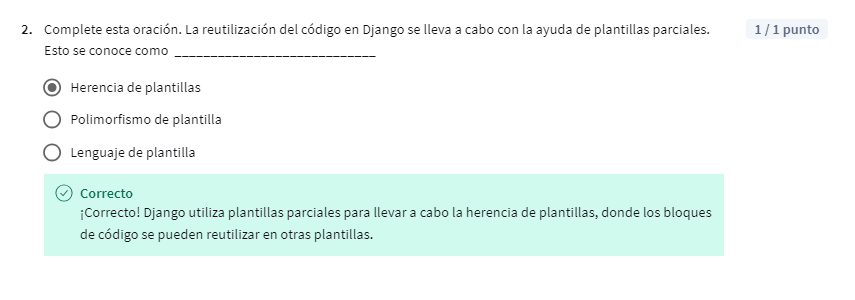 2. Complete esta oración. La reutilización del código en Django se lleva a cabo con la ayuda de plantillas parciales. 1 / 1 punto
Esto se conoce como ____________________________
Herencia de plantillas
Polimorfismo de plantilla
Lenguaje de plantilla
Correcto
¡Correcto! Django utiliza plantillas parciales para llevar a cabo la herencia de plantillas, donde los bloques
de código se pueden reutilizar en otras plantillas.